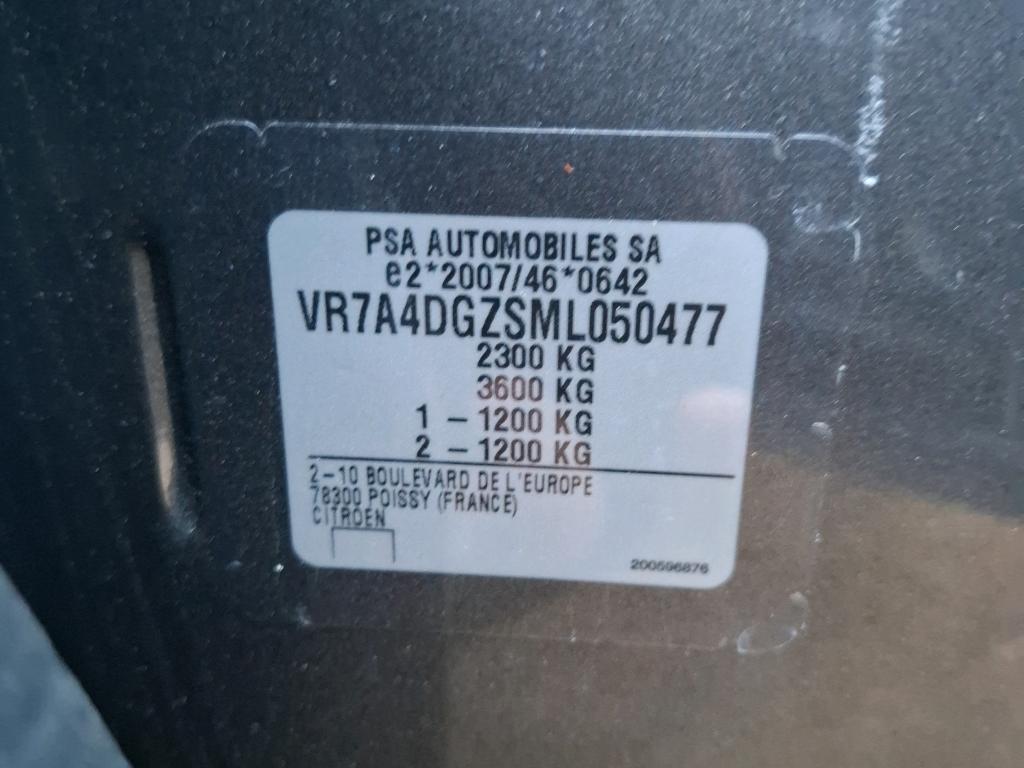 PSA AUTOMOBILES SA
e2*2007/46*0642
VR7A4DGZSML050477
2300 KG
3600 KG
1 – 1200 KG
2 – 1200 KG
2–10 BOULEVARD DE L'EUROPE
78300 POISSY (FRANCE)
CITROEN
200596876